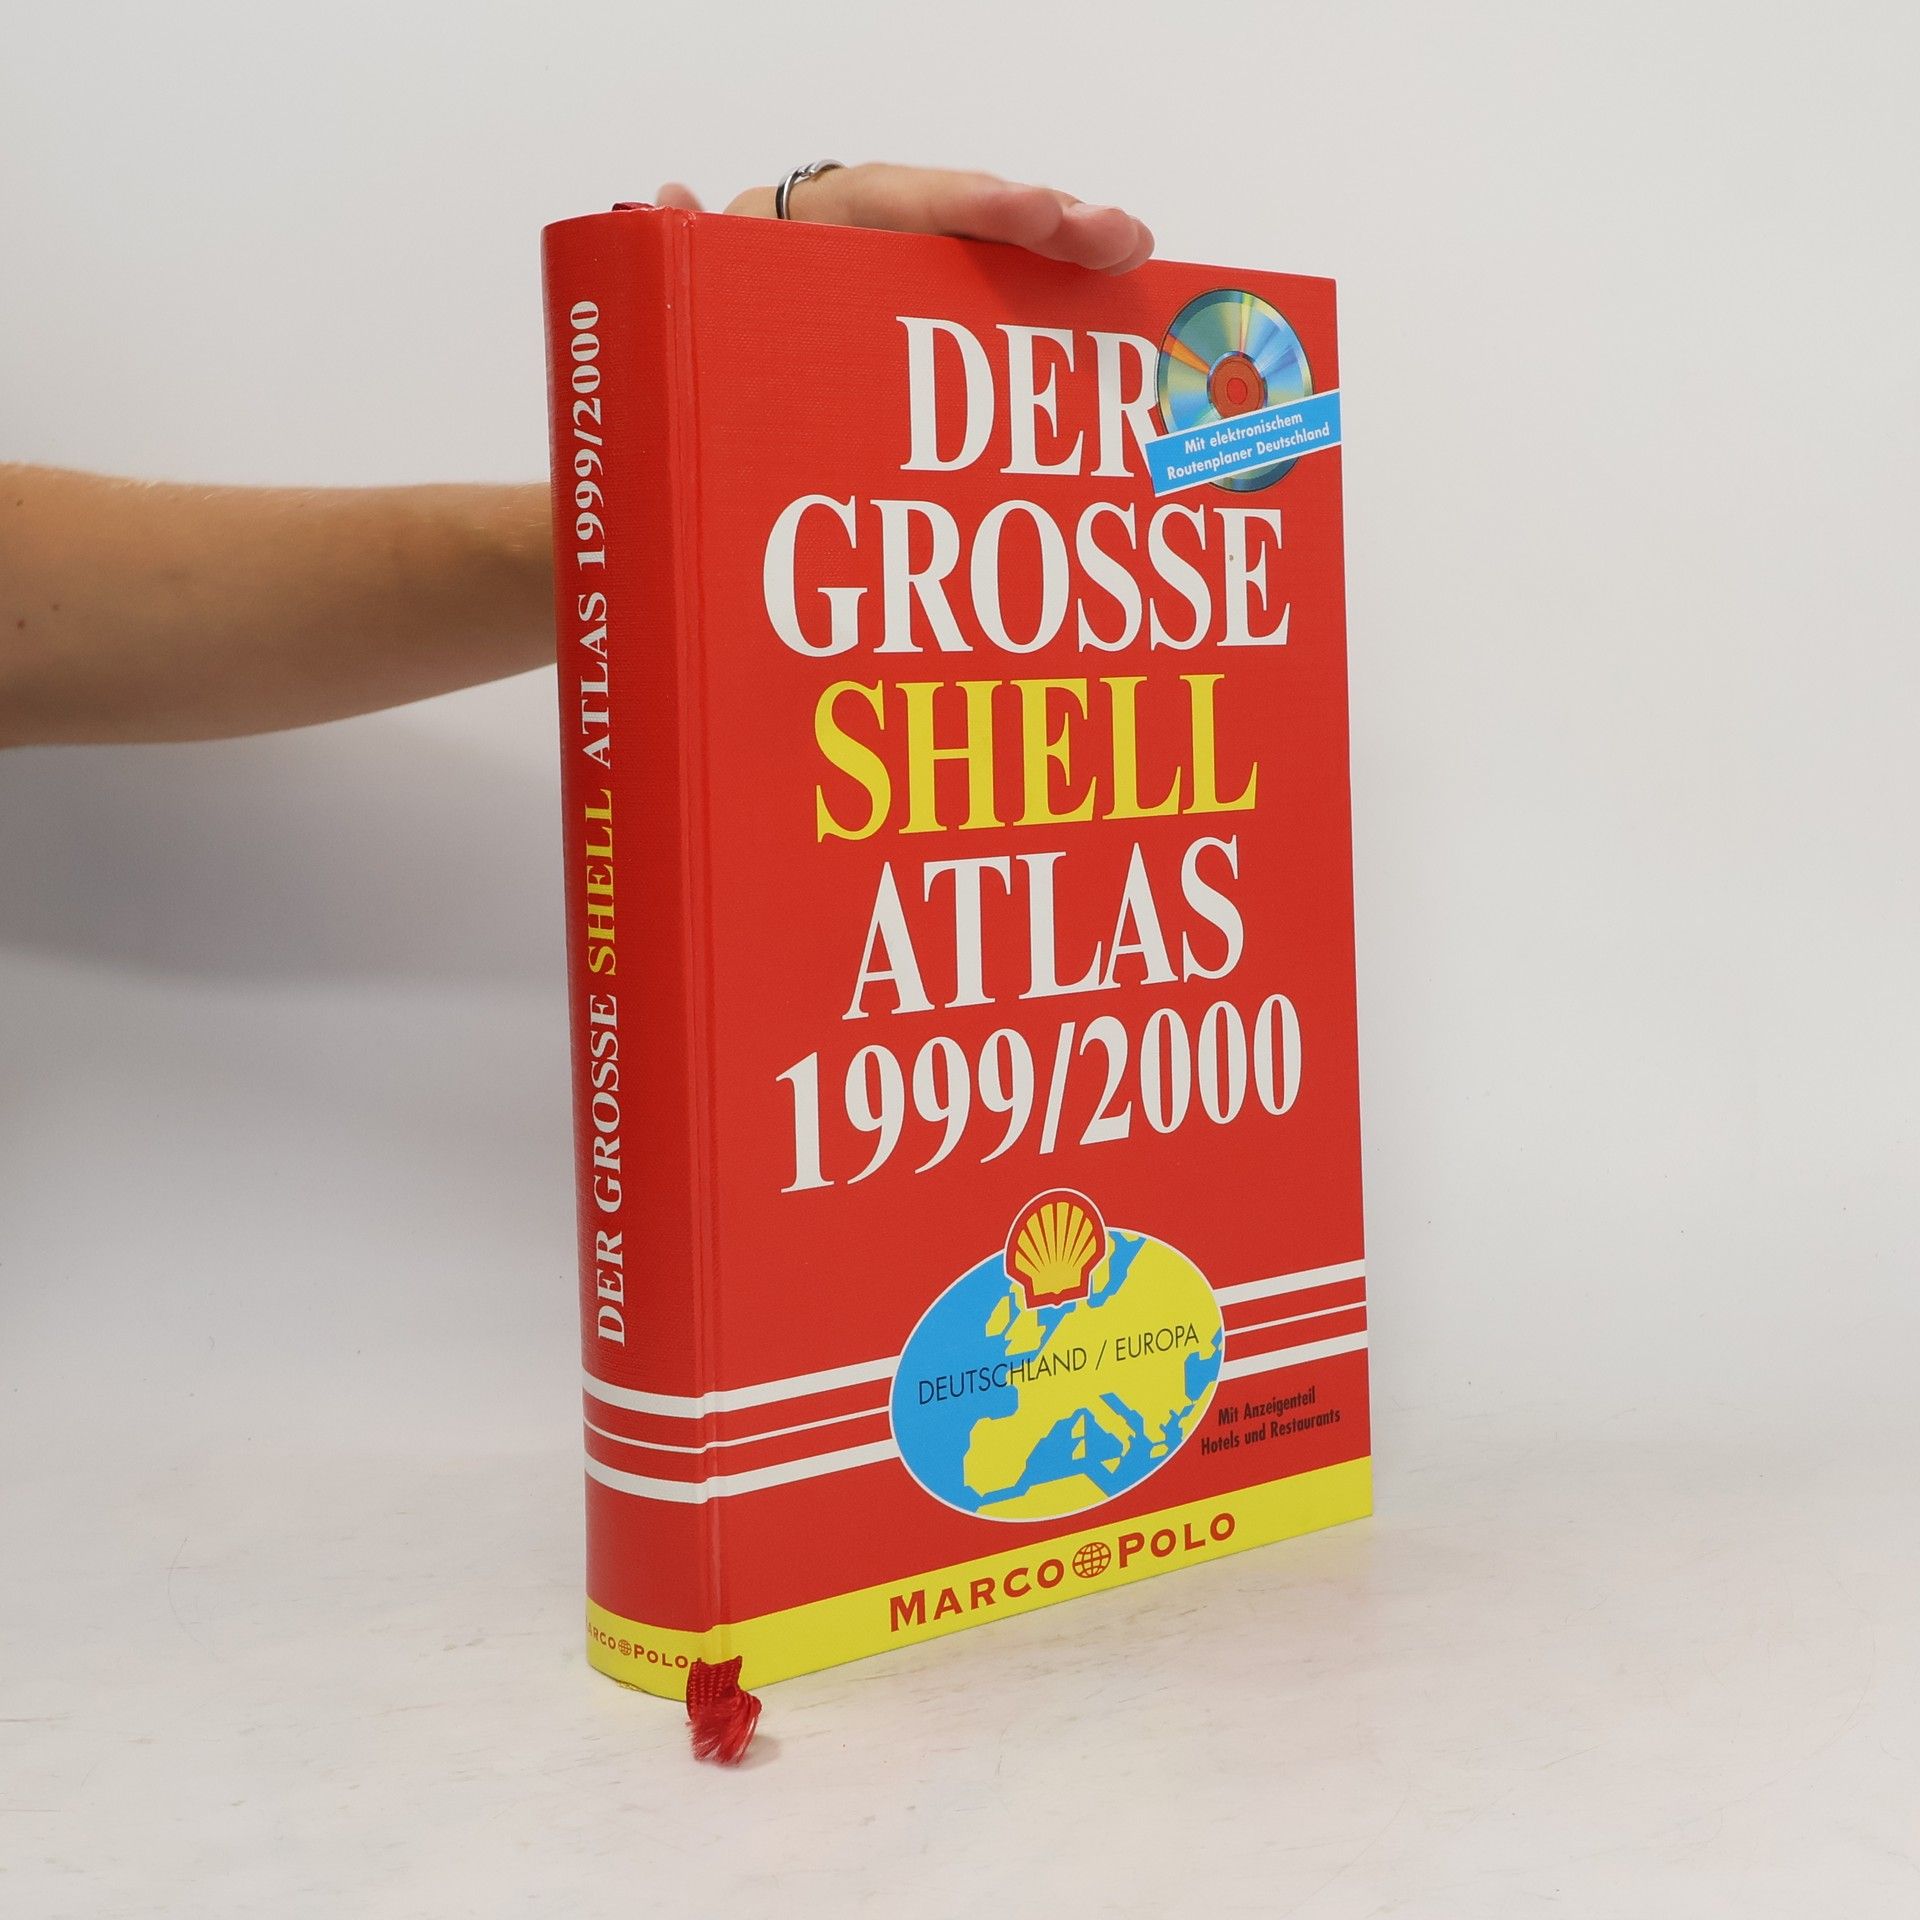 DER GROSSE SHELL ATLAS 1999/2000
POLO
DER
GROSSE
SHELL
ATLAS
1999/2000
Mit elektronischem
Routenplaner Deutschland
DEUTSCHLAND / EUROPA
Mit Anzeigenteil
Hotels und Restaurants
MARCO POLO